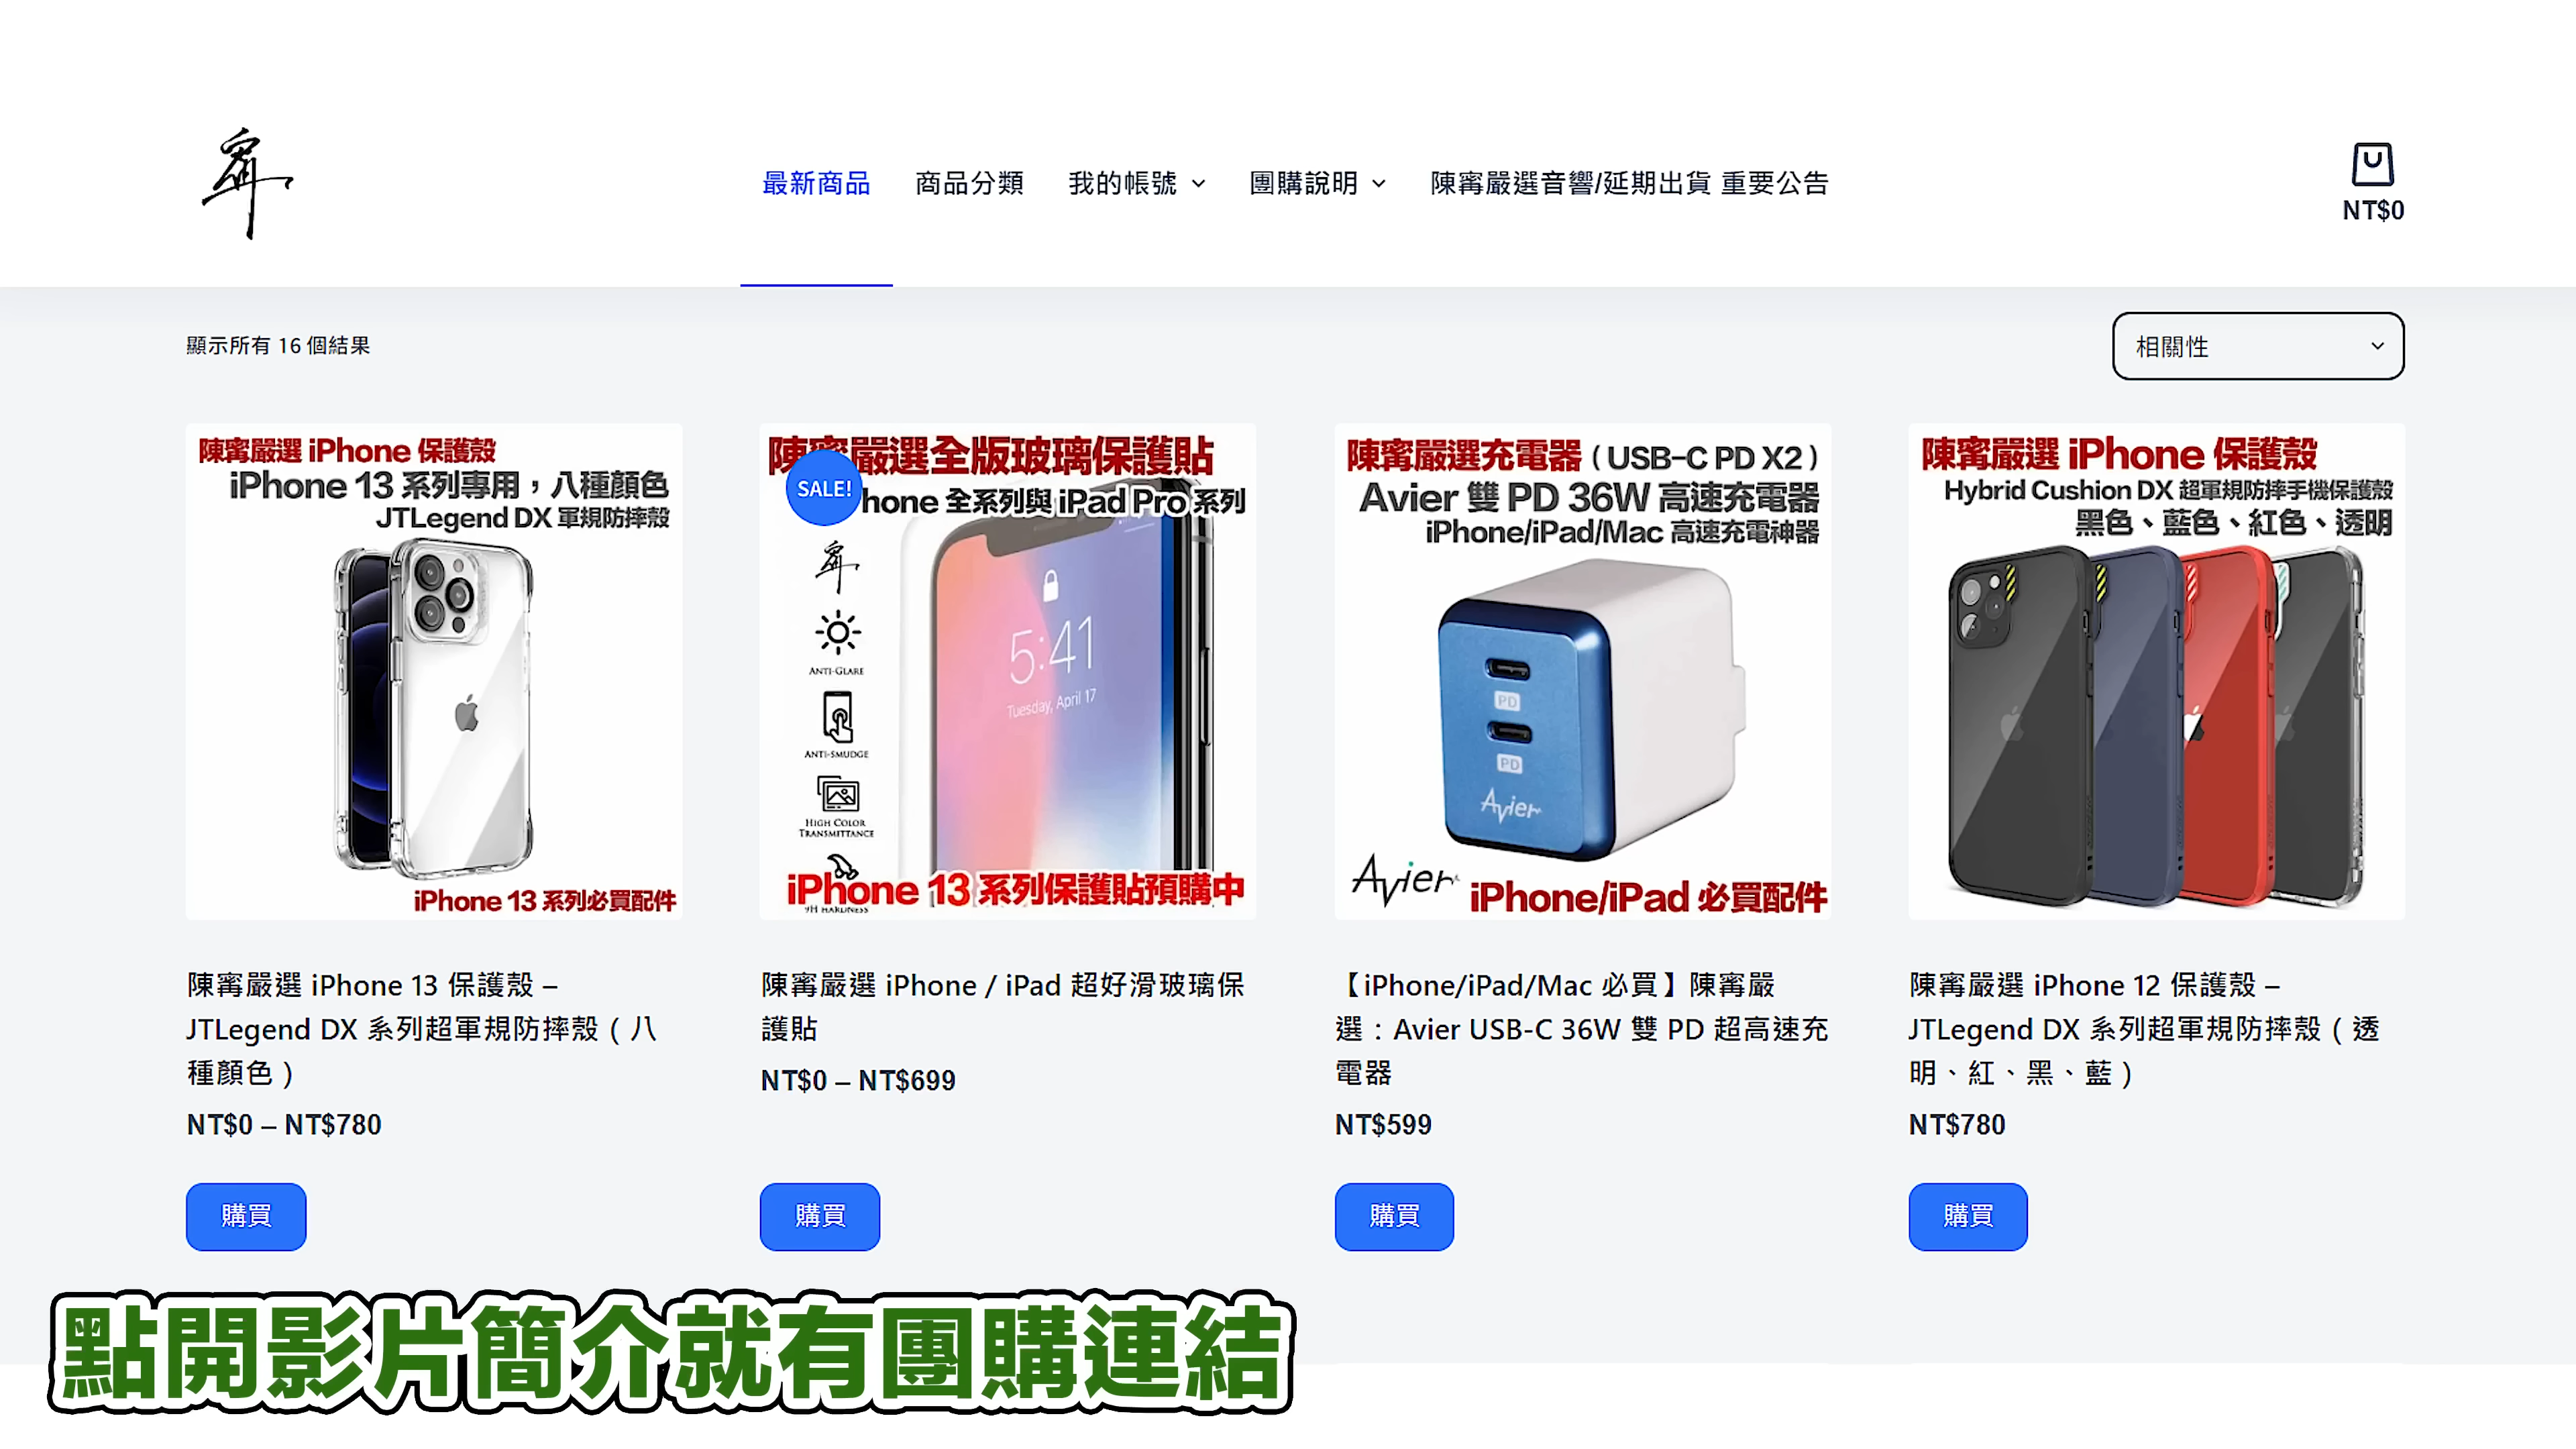 最新商品
商品分類
我的帳號
團購說明
陳寗嚴選音響/延期出貨 重要公告
NT$0
顯示所有 16 個結果
相關性
陳寗嚴選 iPhone 保護殼
iPhone 13 系列專用，八種顏色
JTLegend DX 軍規防摔殼
iPhone 13 系列必買配件
陳寗嚴選全版玻璃保護貼
SALE!
hone 全系列與 iPad Pro 系列
5:41
Tuesday, April 17
ANTI-GLARE
ANTI-SMUDGE
HIGH COLOR
TRANSMITTANCE
iPhone 13 系列保護貼預購中
9H HARDNESS
陳寗嚴選充電器（USB-C PD X2）
Avier 雙 PD 36W 高速充電器
iPhone/iPad/Mac 高速充電神器
PD
PD
Avier
Avier
iPhone/iPad 必買配件
陳寗嚴選 iPhone 保護殼
Hybrid Cushion DX 超軍規防摔手機保護殼
黑色、藍色、紅色、透明
陳寗嚴選 iPhone 13 保護殼 –
JTLegend DX 系列超軍規防摔殼（八
種顏色）
NT$0 – NT$780
購買
陳寗嚴選 iPhone / iPad 超好滑玻璃保
護貼
NT$0 – NT$699
購買
【iPhone/iPad/Mac 必買】陳寗嚴
選：Avier USB-C 36W 雙 PD 超高速充
電器
NT$599
購買
陳寗嚴選 iPhone 12 保護殼 –
JTLegend DX 系列超軍規防摔殼（透
明、紅、黑、藍）
NT$780
購買
點開影片簡介就有團購連結